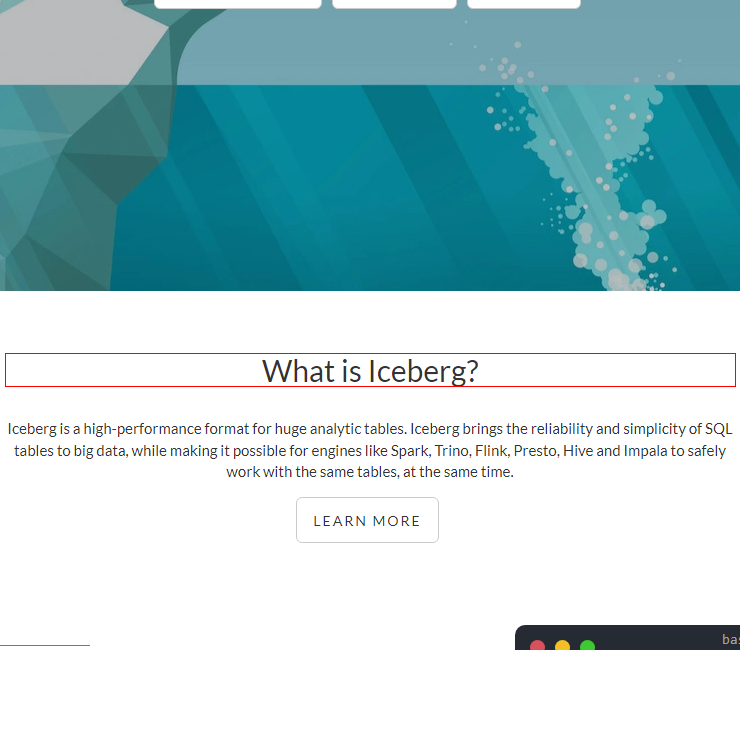 What is Iceberg?
Iceberg is a high-performance format for huge analytic tables. Iceberg brings the reliability and simplicity of SQL
tables to big data, while making it possible for engines like Spark, Trino, Flink, Presto, Hive and Impala to safely
work with the same tables, at the same time.
LEARN MORE